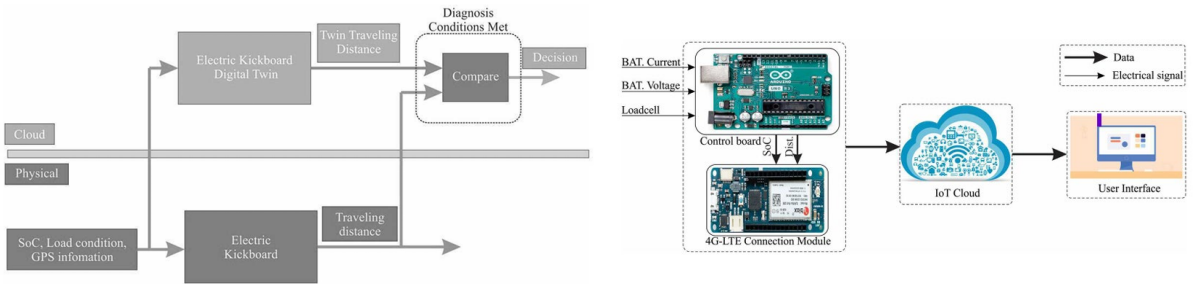 Diagnosis
Conditions Met
Twin Traveling
Distance
Decision
Electric Kickboard
Digital Twin
Compare
Cloud
Physical
Traveling
distance
SoC, Load condition,
GPS infomation
Electric
Kickboard
BAT. Current
BAT. Voltage
Loadcell
ARDUINO
Control board
SoC
Dist.
4G-LTE Connection Module
IoT Cloud
User Interface
Data
Electrical signal